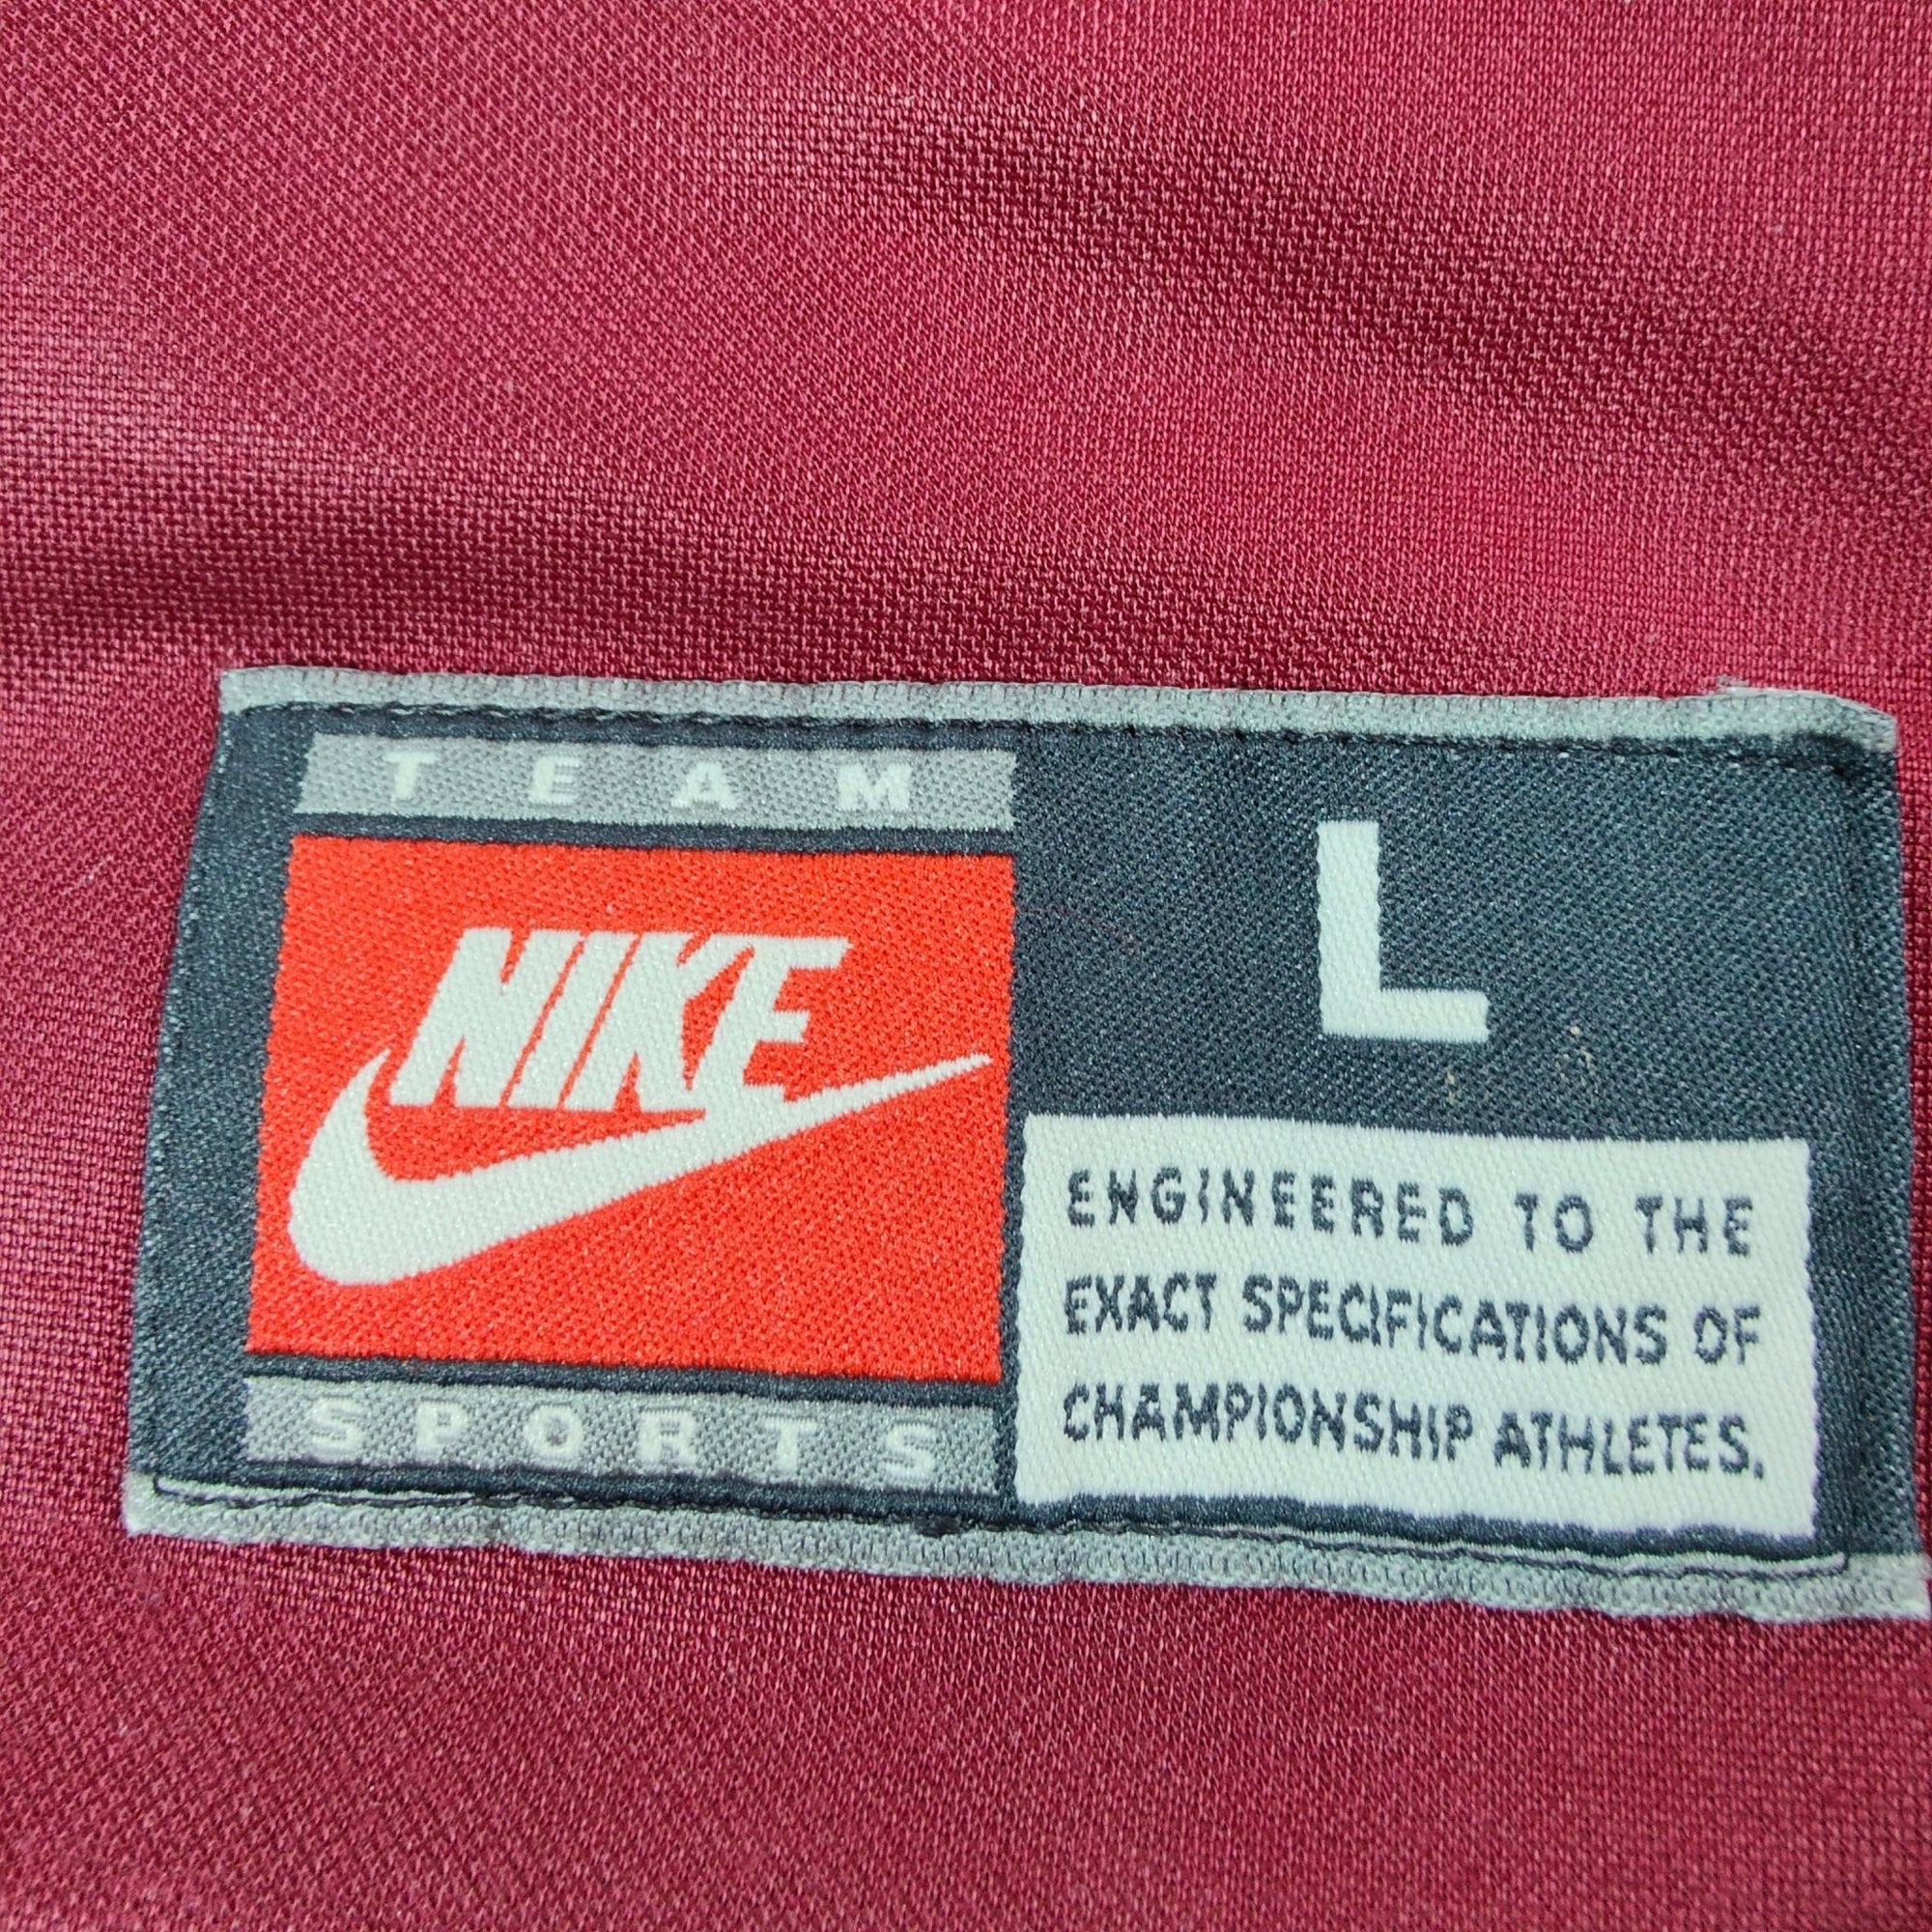 TEAM
NIKE
SPORTS
L
ENGINEERED TO THE
EXACT SPECIFICATIONS OF
CHAMPIONSHIP ATHLETES.